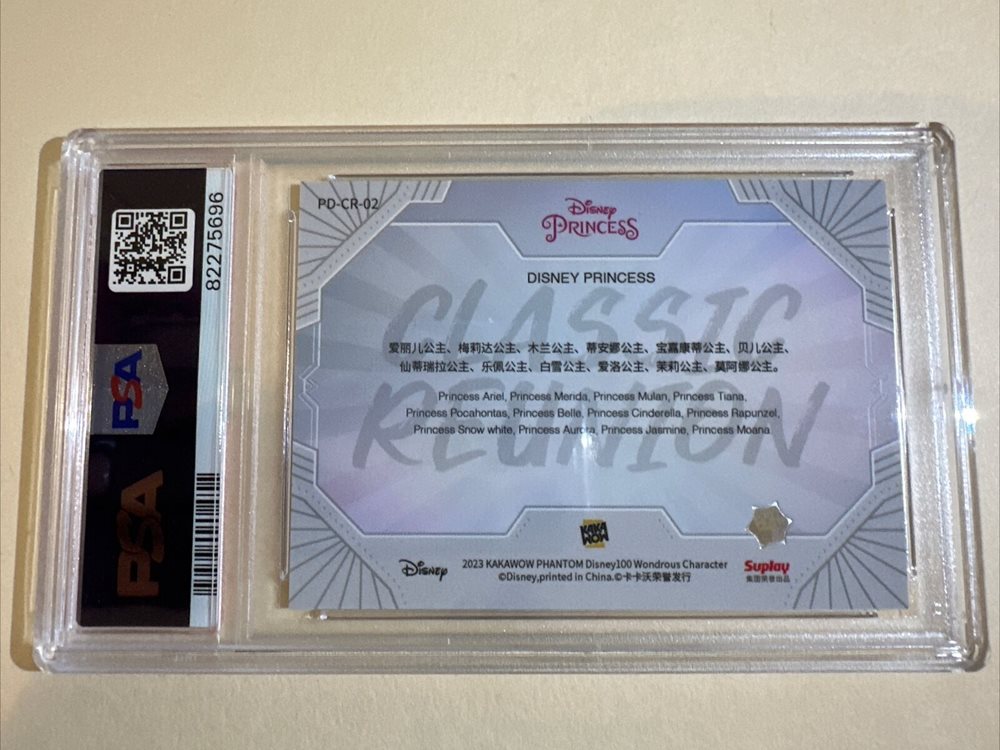 82275696
PSA
PSA
PD-CR-02
Disney
PRINCESS
DISNEY PRINCESS
CLASSIC
REUNION
爱丽儿公主、梅莉达公主、木兰公主、蒂安娜公主、宝嘉康蒂公主、贝儿公主、
仙蒂瑞拉公主、乐佩公主、白雪公主、爱洛公主、茉莉公主、莫阿娜公主。
Princess Ariel, Princess Merida, Princess Mulan, Princess Tiana,
Princess Pocahontas, Princess Belle, Princess Cinderella, Princess Rapunzel,
Princess Snow white, Princess Aurora, Princess Jasmine, Princess Moana
KAKA
WOW
Disney
2023 KAKAWOW PHANTOM Disney100 Wondrous Character
©Disney,printed in China.©卡卡沃荣誉发行
Suplay
集团荣誉出品